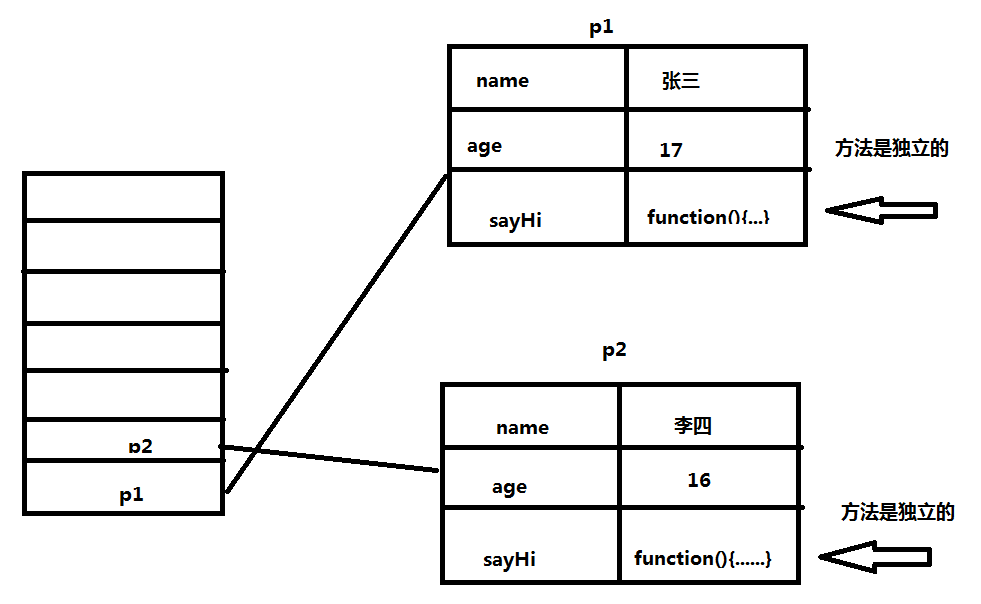 p1
name 张三
age 17
方法是独立的
sayHi function(){...}
p2
name 李四
age 16
方法是独立的
sayHi function(){......}
p2
p1